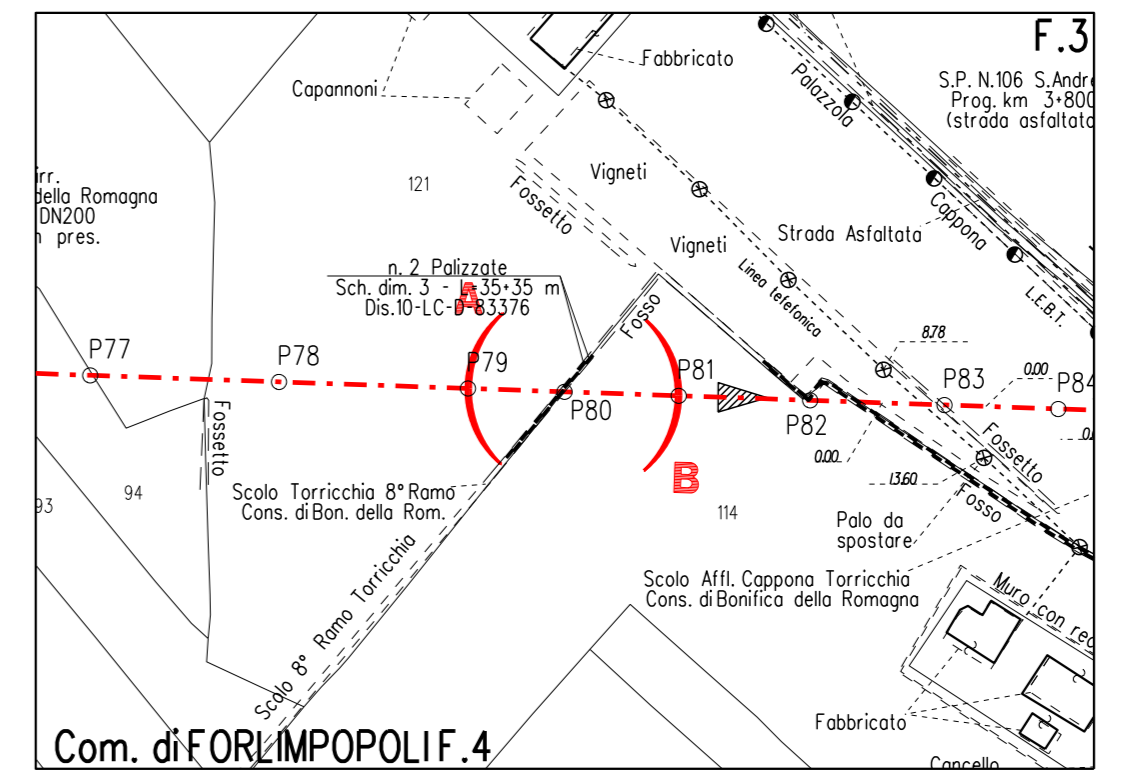 F.3
Fabbricato
Capannoni
Palazzola
S.P. N.106 S.Andre
Prog. km 3+800
(strada asfaltata
irr.
della Romagna
DN200
pres.
121
Vigneti
Fossetto
Cappona
Vigneti
Strada Asfaltata
Linea telefonica
L.E.B.T.
n. 2 Palizzate
Sch. dim. 3 - L=35+35 m
Dis.10-LC-D-83376
A
Fosso
8.78
0.00
P77
P78
P79
P80
P81
P82
P83
P84
Fossetto
0.00
13.60
Fossetto
Fosso
B
93
94
Scolo Torricchia 8° Ramo
Cons. di Bon. della Rom.
114
Palo da
spostare
Scolo Affl. Cappona Torricchia
Cons. di Bonifica della Romagna
Scolo 8° Ramo Torricchia
Muro con rec
Fabbricato
Cancello
Com. di FORLIMPOPOLI F.4